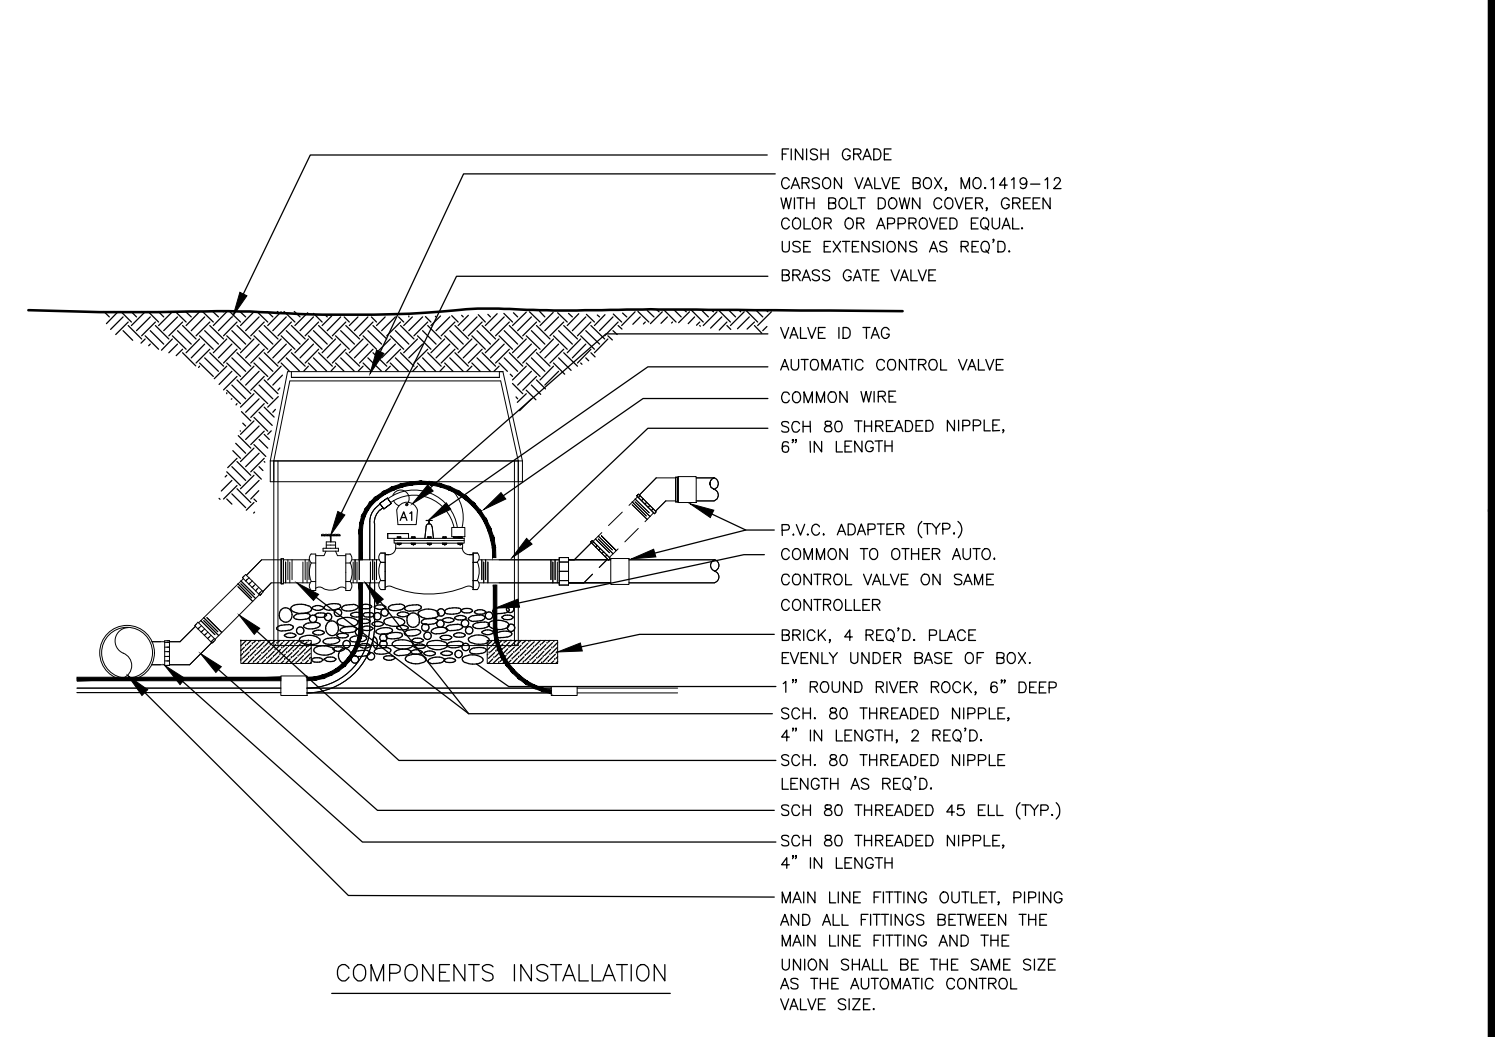 FINISH GRADE
CARSON VALVE BOX, MO.1419-12
WITH BOLT DOWN COVER, GREEN
COLOR OR APPROVED EQUAL.
USE EXTENSIONS AS REQ'D.
BRASS GATE VALVE
VALVE ID TAG
AUTOMATIC CONTROL VALVE
COMMON WIRE
SCH 80 THREADED NIPPLE,
6" IN LENGTH
A1
P.V.C. ADAPTER (TYP.)
COMMON TO OTHER AUTO.
CONTROL VALVE ON SAME
CONTROLLER
BRICK, 4 REQ'D. PLACE
EVENLY UNDER BASE OF BOX.
1" ROUND RIVER ROCK, 6" DEEP
SCH. 80 THREADED NIPPLE,
4" IN LENGTH, 2 REQ'D.
SCH. 80 THREADED NIPPLE
LENGTH AS REQ'D.
SCH 80 THREADED 45 ELL (TYP.)
SCH 80 THREADED NIPPLE,
4" IN LENGTH
MAIN LINE FITTING OUTLET, PIPING
AND ALL FITTINGS BETWEEN THE
MAIN LINE FITTING AND THE
UNION SHALL BE THE SAME SIZE
AS THE AUTOMATIC CONTROL
VALVE SIZE.
COMPONENTS INSTALLATION